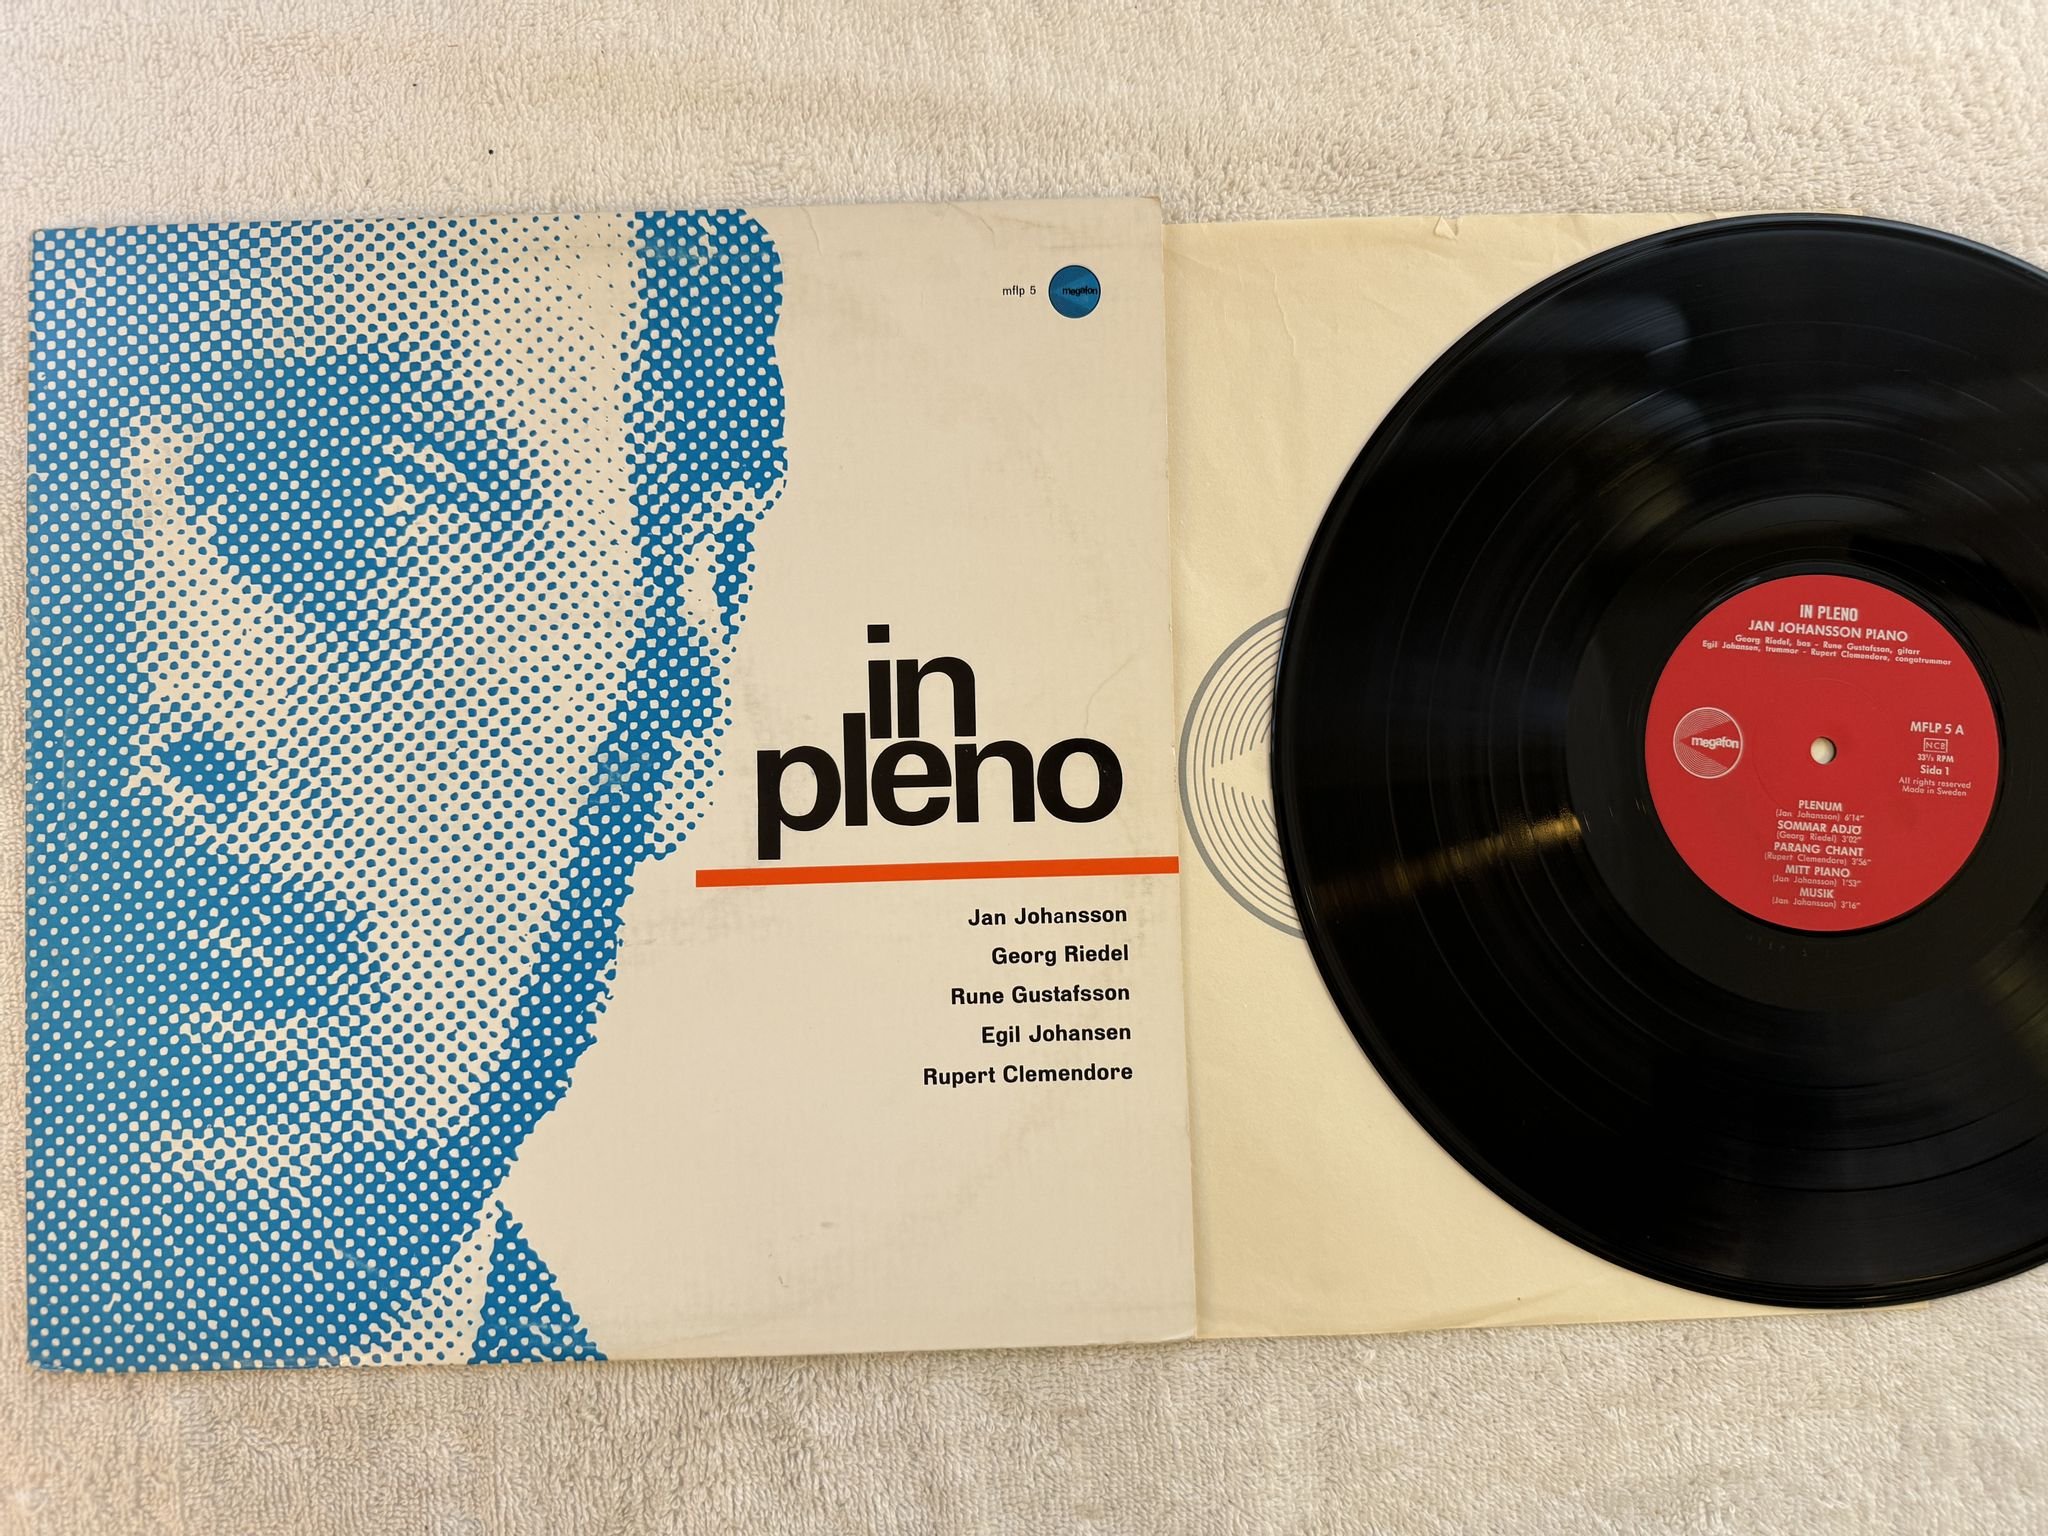 mflp 5
megafon
in
pleno
Jan Johansson
Georg Riedel
Rune Gustafsson
Egil Johansen
Rupert Clemendore
IN PLENO
JAN JOHANSSON PIANO
Georg Riedel, bas - Rune Gustafsson, gitarr
Egil Johansen, trummor - Rupert Clemendore, congatrummor
megafon
MFLP 5 A
NCB
33⅓ RPM
Sida 1
All rights reserved
Made in Sweden
PLENUM
(Jan Johansson) 6'14"
SOMMAR ADJÖ
(Georg Riedel) 3'02"
PARANG CHANT
(Rupert Clemendore) 3'56"
MITT PIANO
(Jan Johansson) 1'53"
MUSIK
(Jan Johansson) 3'16"